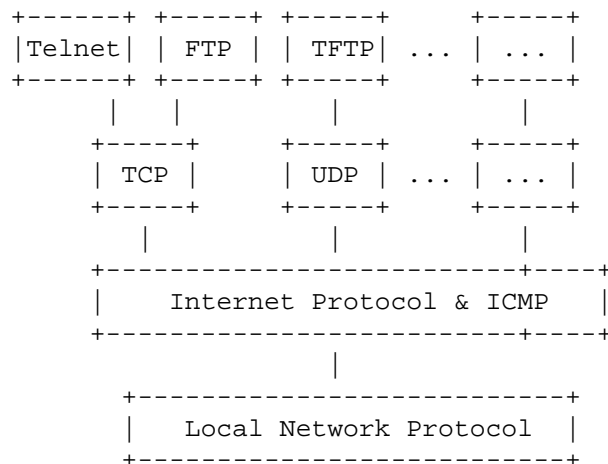 Telnet FTP TFTP ... ...
TCP UDP ... ...
Internet Protocol & ICMP
Local Network Protocol